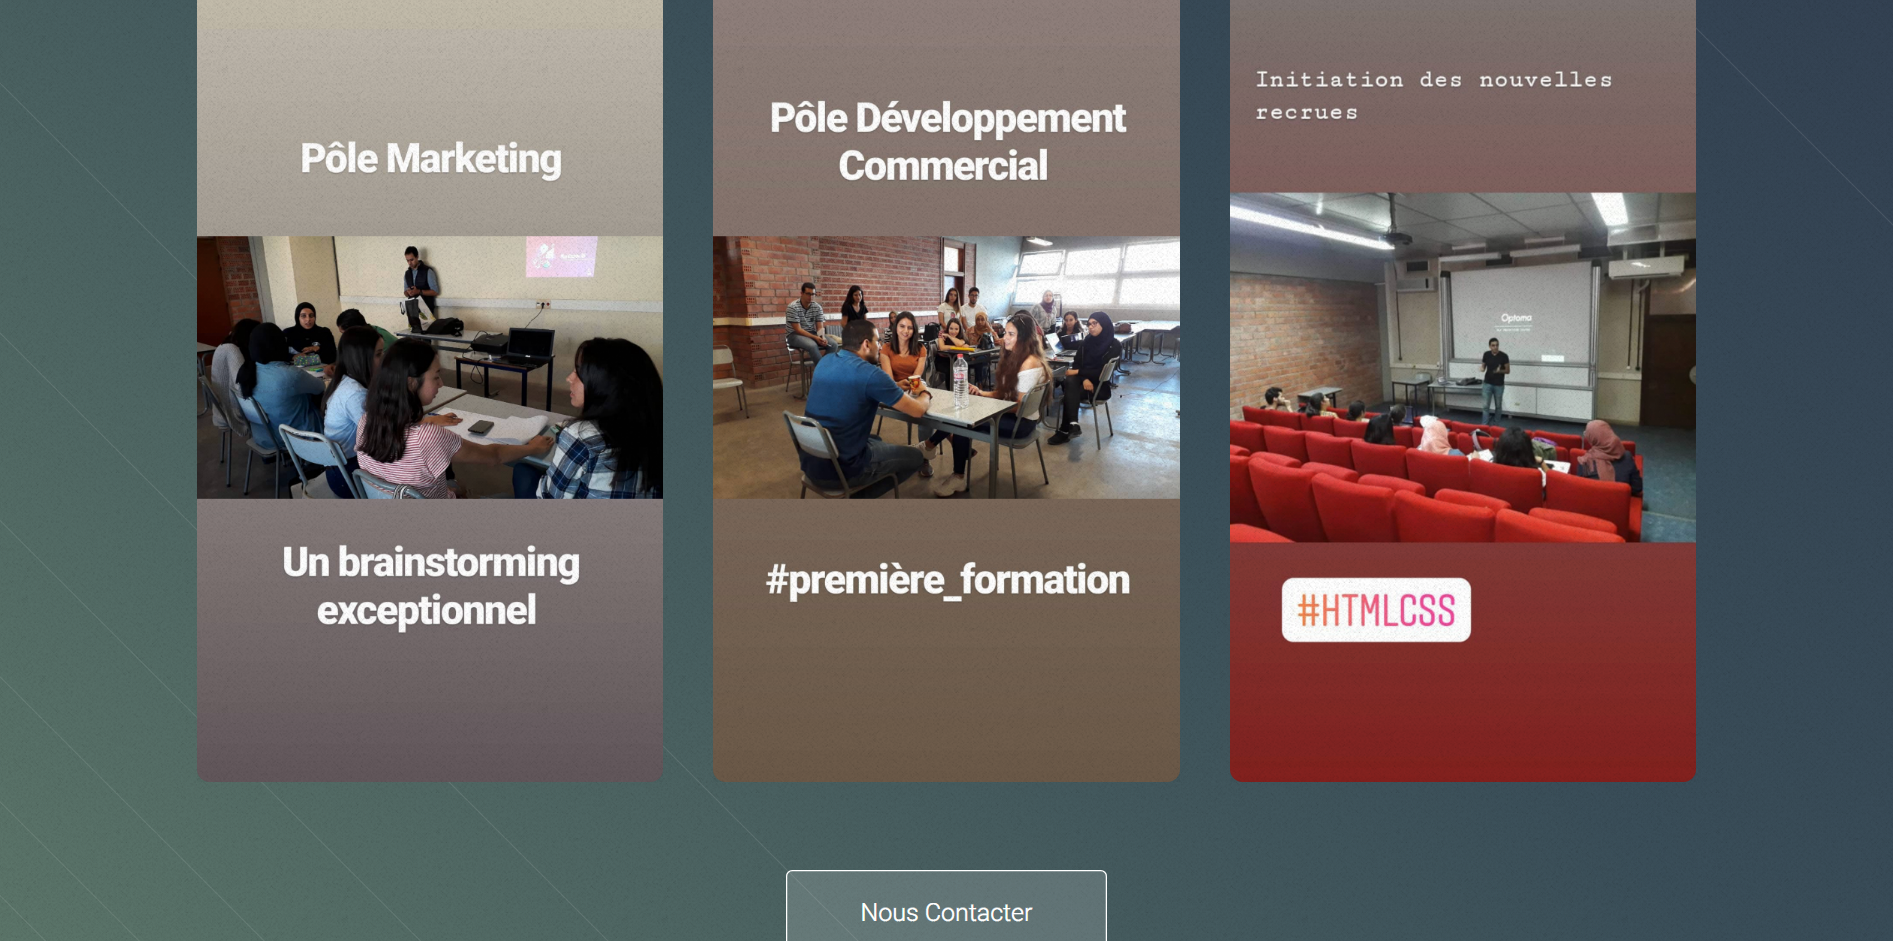 Pôle Marketing
Un brainstorming
exceptionnel
Pôle Développement
Commercial
#première_formation
Initiation des nouvelles
recrues
Optoma
#HTMLCSS
Nous Contacter